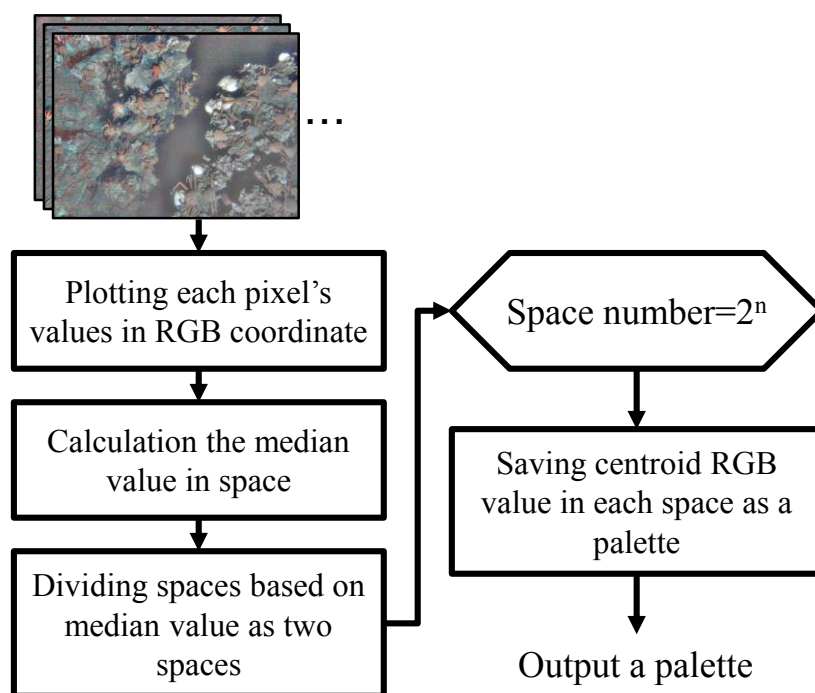 ...
Plotting each pixel's
values in RGB coordinate
Calculation the median
value in space
Dividing spaces based on
median value as two
spaces
Space number=2ⁿ
Saving centroid RGB
value in each space as a
palette
Output a palette